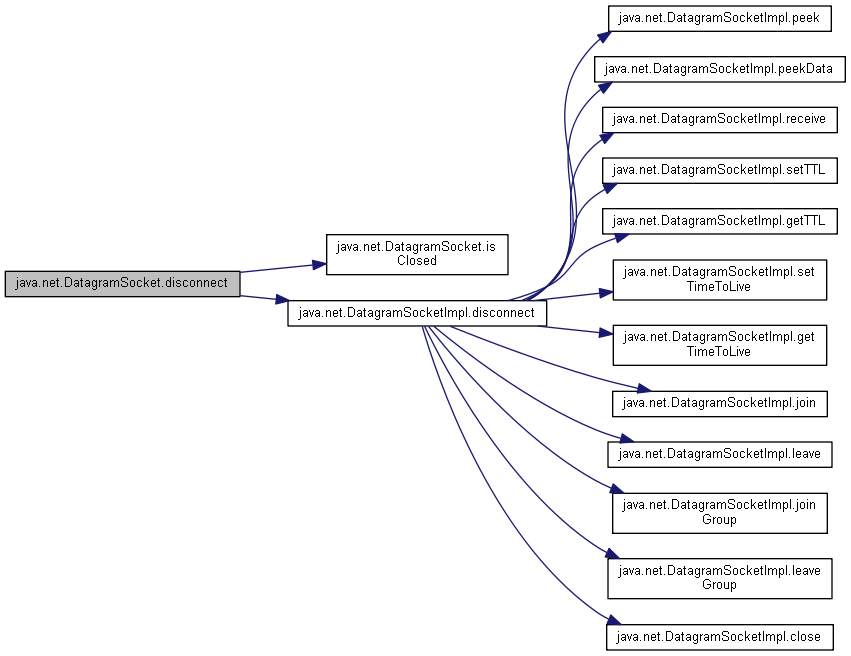 java.net.DatagramSocket.disconnect
java.net.DatagramSocket.is
Closed
java.net.DatagramSocketImpl.disconnect
java.net.DatagramSocketImpl.peek
java.net.DatagramSocketImpl.peekData
java.net.DatagramSocketImpl.receive
java.net.DatagramSocketImpl.setTTL
java.net.DatagramSocketImpl.getTTL
java.net.DatagramSocketImpl.set
TimeToLive
java.net.DatagramSocketImpl.get
TimeToLive
java.net.DatagramSocketImpl.join
java.net.DatagramSocketImpl.leave
java.net.DatagramSocketImpl.join
Group
java.net.DatagramSocketImpl.leave
Group
java.net.DatagramSocketImpl.close